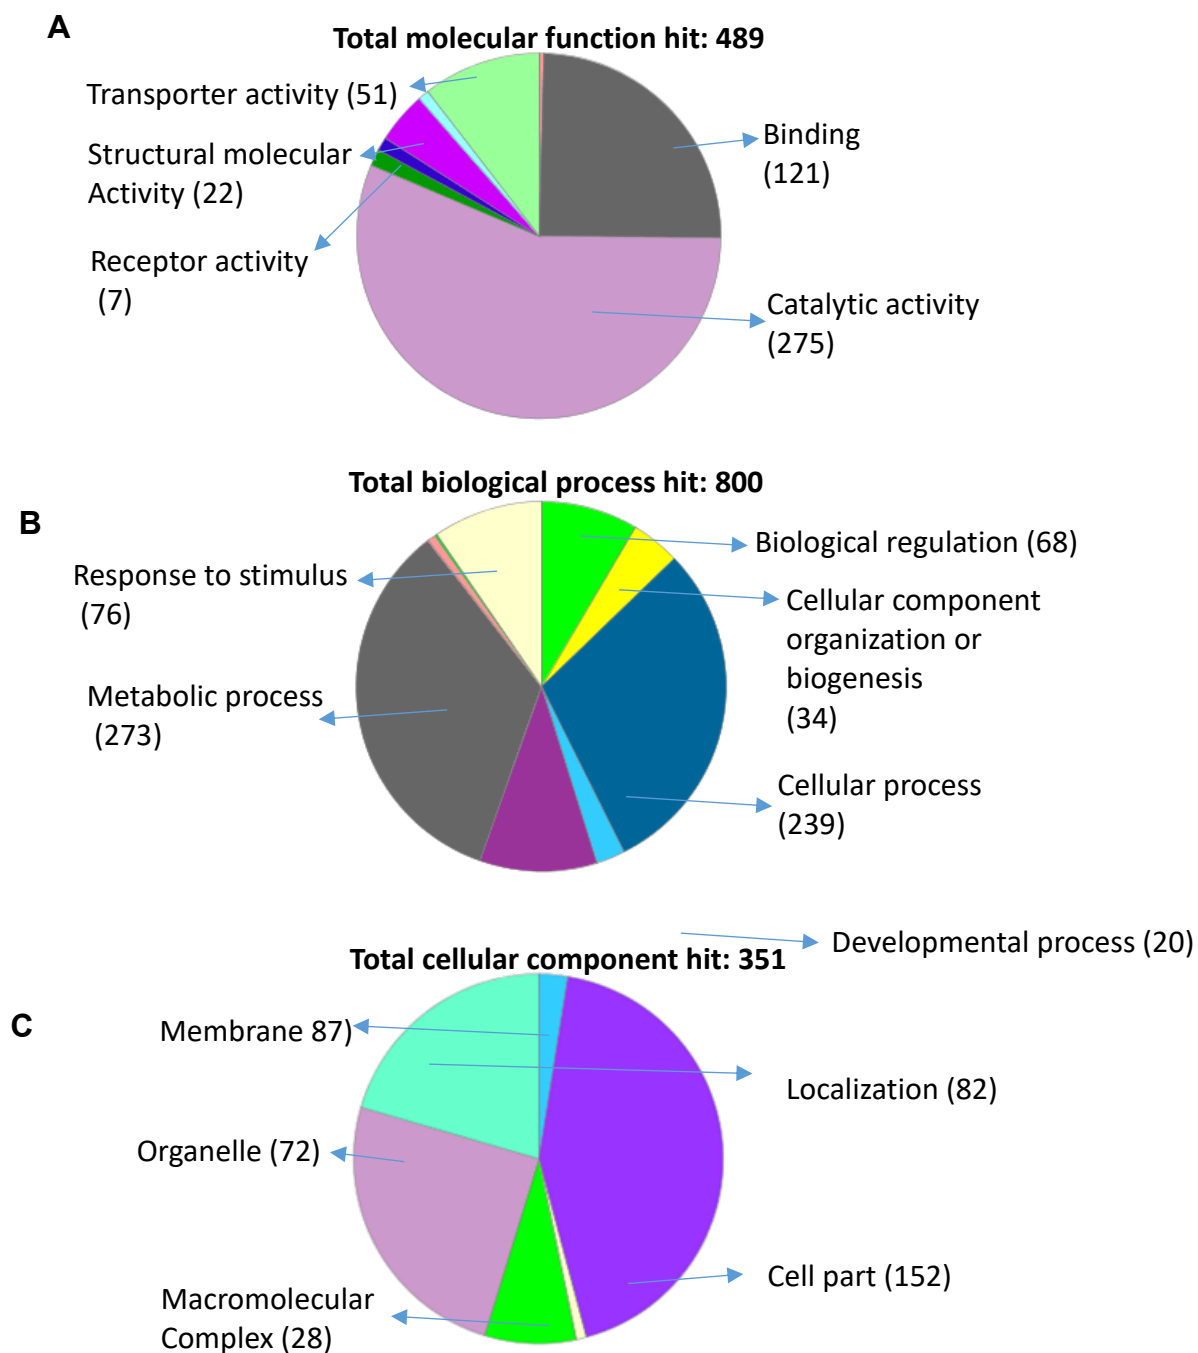 A
Total molecular function hit: 489
Transporter activity (51)
Structural molecular
Activity (22)
Receptor activity
(7)
Binding
(121)
Catalytic activity
(275)
B
Total biological process hit: 800
Response to stimulus
(76)
Metabolic process
(273)
Biological regulation (68)
Cellular component
organization or
biogenesis
(34)
Cellular process
(239)
Developmental process (20)
C
Total cellular component hit: 351
Membrane 87)
Organelle (72)
Macromolecular
Complex (28)
Localization (82)
Cell part (152)